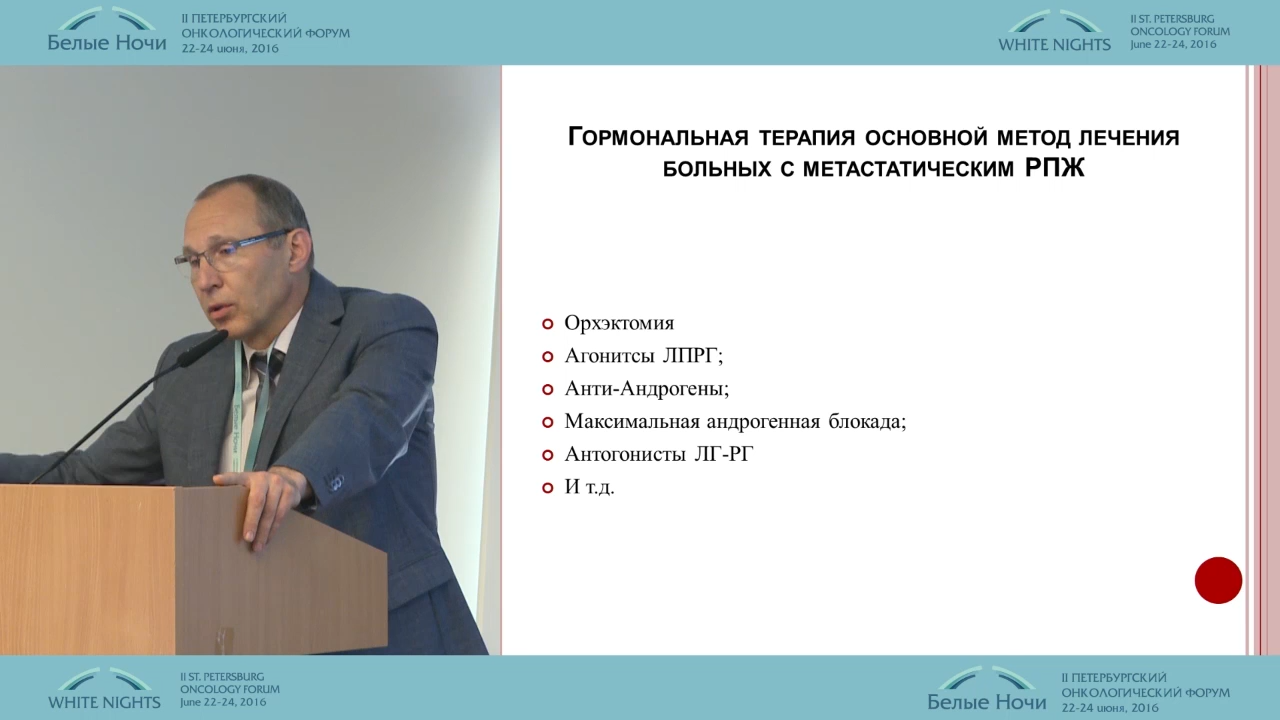 II ПЕТЕРБУРГСКИЙ
ОНКОЛОГИЧЕСКИЙ ФОРУМ
Белые Ночи
22-24 июня, 2016
II ST. PETERSBURG
ONCOLOGY FORUM
WHITE NIGHTS
June 22-24, 2016
Гормональная терапия основной метод лечения
больных с метастатическим РПЖ
Орхэктомия
Агонитсы ЛПРГ;
Анти-Андрогены;
Максимальная андрогенная блокада;
Антогонисты ЛГ-РГ
И т.д.
II ST. PETERSBURG
ONCOLOGY FORUM
WHITE NIGHTS
June 22-24, 2016
II ПЕТЕРБУРГСКИЙ
ОНКОЛОГИЧЕСКИЙ ФОРУМ
Белые Ночи
22-24 июня, 2016